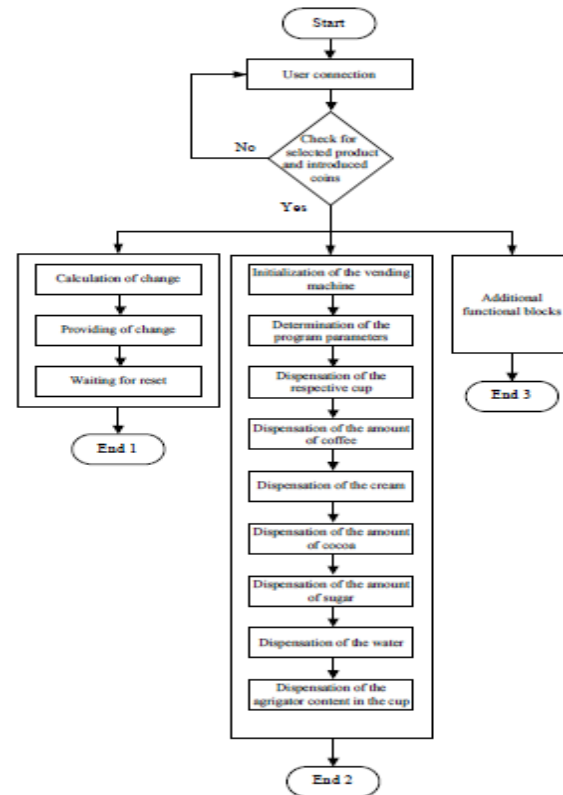 Start
User connection
Check for
selected product
and introduced
coins
No
Yes
Calculation of change
Providing of change
Waiting for reset
End 1
Initialization of the vending
machine
Determination of the
program parameters
Dispensation of the
respective cup
Dispensation of the amount
of coffee
Dispensation of the cream
Dispensation of the amount
of cocoa
Dispensation of the amount
of sugar
Dispensation of the water
Dispensation of the
agrigator content in the cup
End 2
Additional
functional blocks
End 3